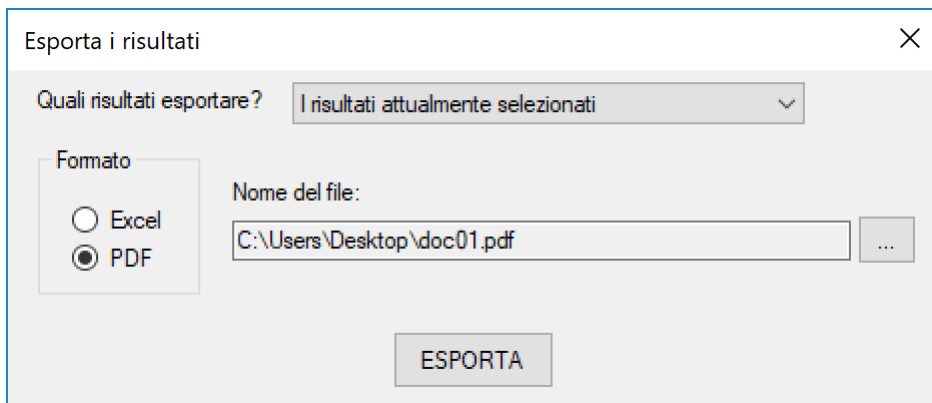 Esporta i risultati
Quali risultati esportare?
I risultati attualmente selezionati
Formato
Excel
PDF
Nome del file:
C:\Users\Desktop\doc01.pdf
...
ESPORTA